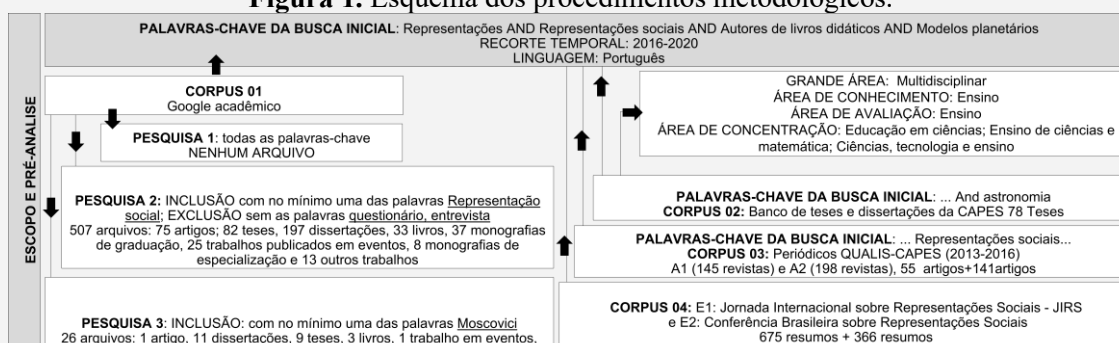 Figura 1. Esquema dos procedimentos metodológicos.
PALAVRAS-CHAVE DA BUSCA INICIAL: Representações AND Representações sociais AND Autores de livros didáticos AND Modelos planetários
RECORTE TEMPORAL: 2016-2020
LINGUAGEM: Português
ESCOPO E PRÉ-ANALISE
CORPUS 01
Google acadêmico
PESQUISA 1: todas as palavras-chave
NENHUM ARQUIVO
PESQUISA 2: INCLUSÃO com no mínimo uma das palavras Representação
social; EXCLUSÃO sem as palavras questionário, entrevista
507 arquivos: 75 artigos; 82 teses, 197 dissertações, 33 livros, 37 monografias
de graduação, 25 trabalhos publicados em eventos, 8 monografias de
especialização e 13 outros trabalhos
PESQUISA 3: INCLUSÃO: com no mínimo uma das palavras Moscovici
26 arquivos: 1 artigo, 11 dissertações, 9 teses, 3 livros, 1 trabalho em eventos,
GRANDE ÁREA: Multidisciplinar
ÁREA DE CONHECIMENTO: Ensino
ÁREA DE AVALIAÇÃO: Ensino
ÁREA DE CONCENTRAÇÃO: Educação em ciências; Ensino de ciências e
matemática; Ciências, tecnologia e ensino
PALAVRAS-CHAVE DA BUSCA INICIAL: ... And astronomia
CORPUS 02: Banco de teses e dissertações da CAPES 78 Teses
PALAVRAS-CHAVE DA BUSCA INICIAL: ... Representações sociais...
CORPUS 03: Periódicos QUALIS-CAPES (2013-2016)
A1 (145 revistas) e A2 (198 revistas), 55 artigos+141artigos
CORPUS 04: E1: Jornada Internacional sobre Representações Sociais - JIRS
e E2: Conferência Brasileira sobre Representações Sociais
675 resumos + 366 resumos